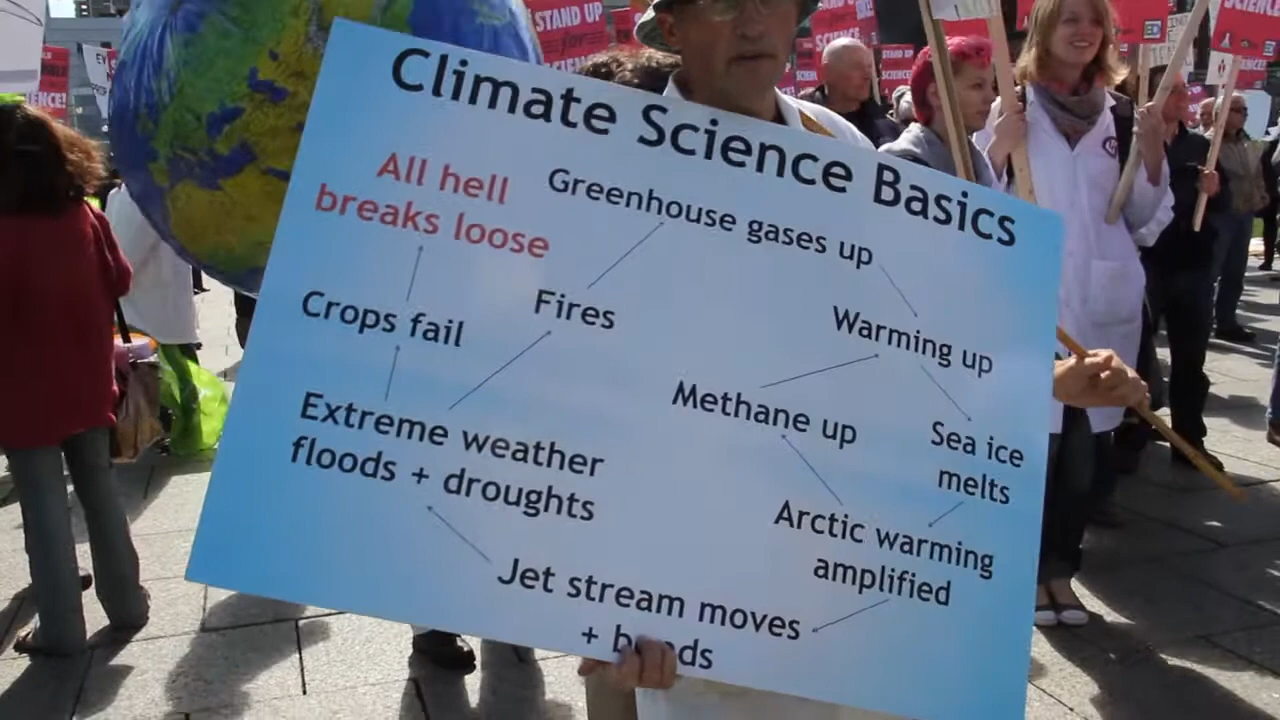 STAND UP
for
SCIENCE!
Climate Science Basics
All hell
breaks loose
Greenhouse gases up
Crops fail
Fires
Warming up
Extreme weather
floods + droughts
Methane up
Sea ice
melts
Arctic warming
amplified
Jet stream moves